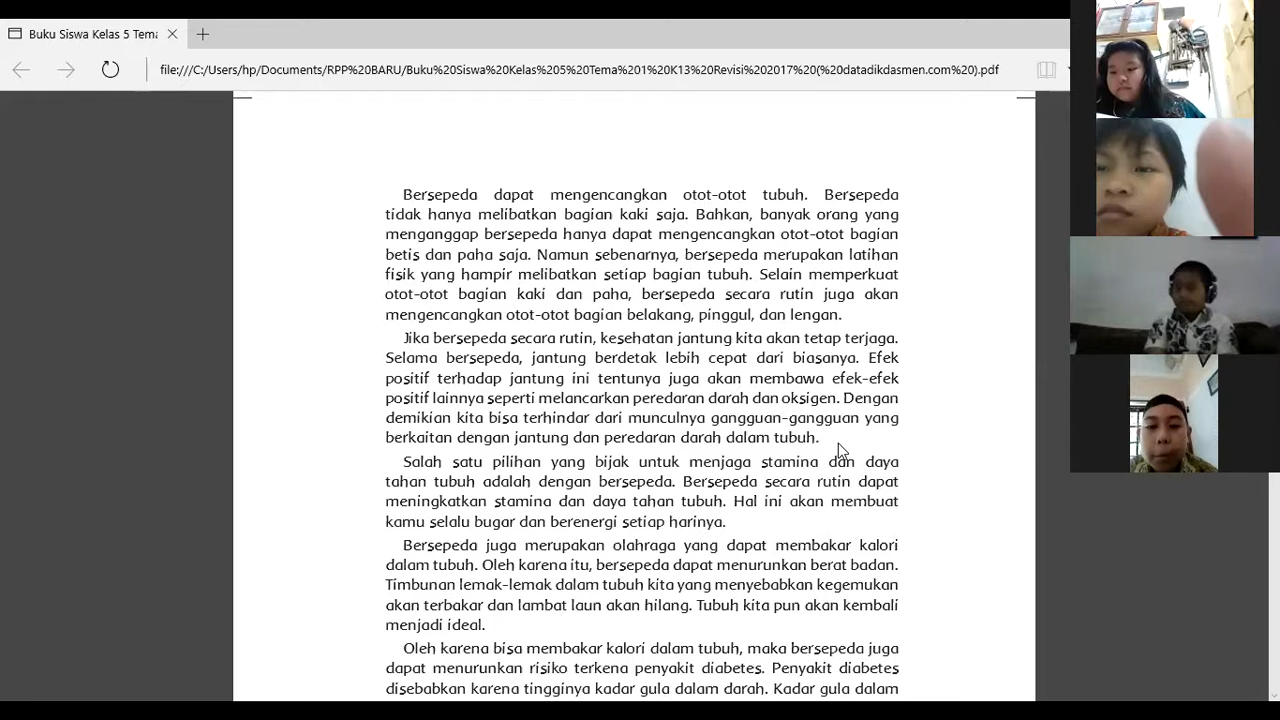 Buku Siswa Kelas 5 Tema
file:///C:/Users/hp/Documents/RPP%20BARU/Buku%20Siswa%20Kelas%205%20Tema%201%20K13%20Revisi%202017%20(%20datadikdasmen.com%20).pdf
Bersepeda dapat mengencangkan otot-otot tubuh. Bersepeda
tidak hanya melibatkan bagian kaki saja. Bahkan, banyak orang yang
menganggap bersepeda hanya dapat mengencangkan otot-otot bagian
betis dan paha saja. Namun sebenarnya, bersepeda merupakan latihan
fisik yang hampir melibatkan setiap bagian tubuh. Selain memperkuat
otot-otot bagian kaki dan paha, bersepeda secara rutin juga akan
mengencangkan otot-otot bagian belakang, pinggul, dan lengan.
Jika bersepeda secara rutin, kesehatan jantung kita akan tetap terjaga.
Selama bersepeda, jantung berdetak lebih cepat dari biasanya. Efek
positif terhadap jantung ini tentunya juga akan membawa efek-efek
positif lainnya seperti melancarkan peredaran darah dan oksigen. Dengan
demikian kita bisa terhindar dari munculnya gangguan-gangguan yang
berkaitan dengan jantung dan peredaran darah dalam tubuh.
Salah satu pilihan yang bijak untuk menjaga stamina dan daya
tahan tubuh adalah dengan bersepeda. Bersepeda secara rutin dapat
meningkatkan stamina dan daya tahan tubuh. Hal ini akan membuat
kamu selalu bugar dan berenergi setiap harinya.
Bersepeda juga merupakan olahraga yang dapat membakar kalori
dalam tubuh. Oleh karena itu, bersepeda dapat menurunkan berat badan.
Timbunan lemak-lemak dalam tubuh kita yang menyebabkan kegemukan
akan terbakar dan lambat laun akan hilang. Tubuh kita pun akan kembali
menjadi ideal.
Oleh karena bisa membakar kalori dalam tubuh, maka bersepeda juga
dapat menurunkan risiko terkena penyakit diabetes. Penyakit diabetes
disebabkan karena tingginya kadar gula dalam darah. Kadar gula dalam